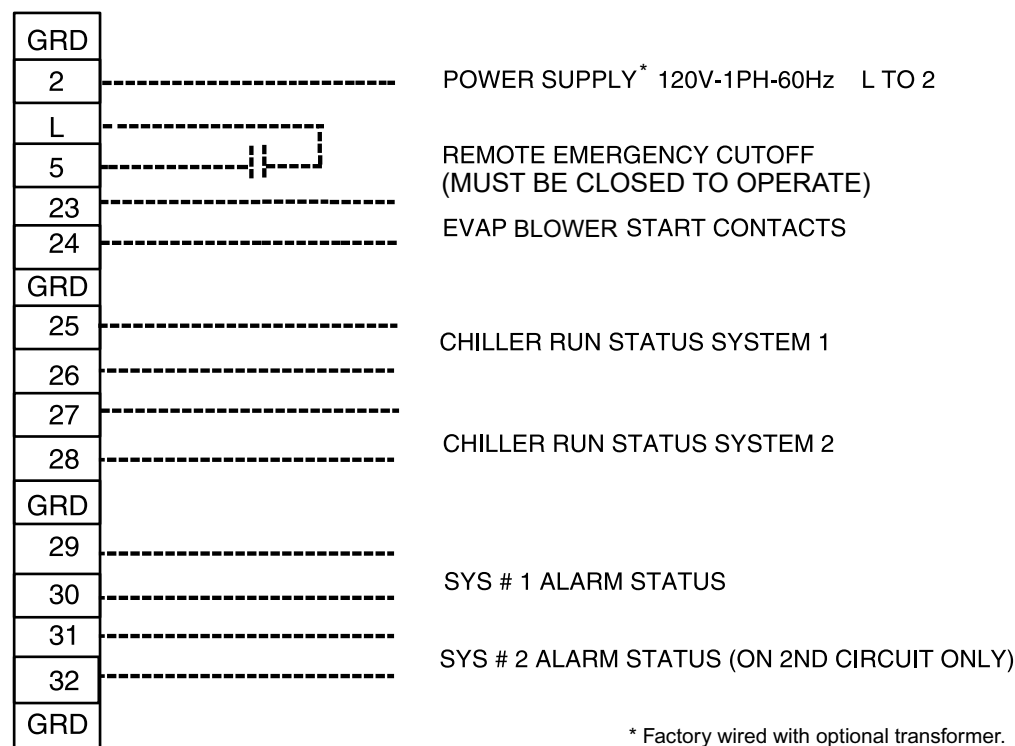 GRD
2
POWER SUPPLY* 120V-1PH-60Hz L TO 2
L
5
REMOTE EMERGENCY CUTOFF
(MUST BE CLOSED TO OPERATE)
23
24
EVAP BLOWER START CONTACTS
GRD
25
26
CHILLER RUN STATUS SYSTEM 1
27
28
CHILLER RUN STATUS SYSTEM 2
GRD
29
30
SYS # 1 ALARM STATUS
31
32
SYS # 2 ALARM STATUS (ON 2ND CIRCUIT ONLY)
GRD
* Factory wired with optional transformer.